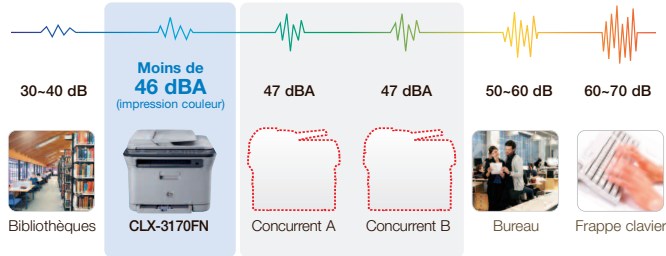 30~40 dB
Moins de
46 dBA
(impression couleur)
47 dBA
47 dBA
50~60 dB
60~70 dB
Bibliothèques
CLX-3170FN
Concurrent A
Concurrent B
Bureau
Frappe clavier